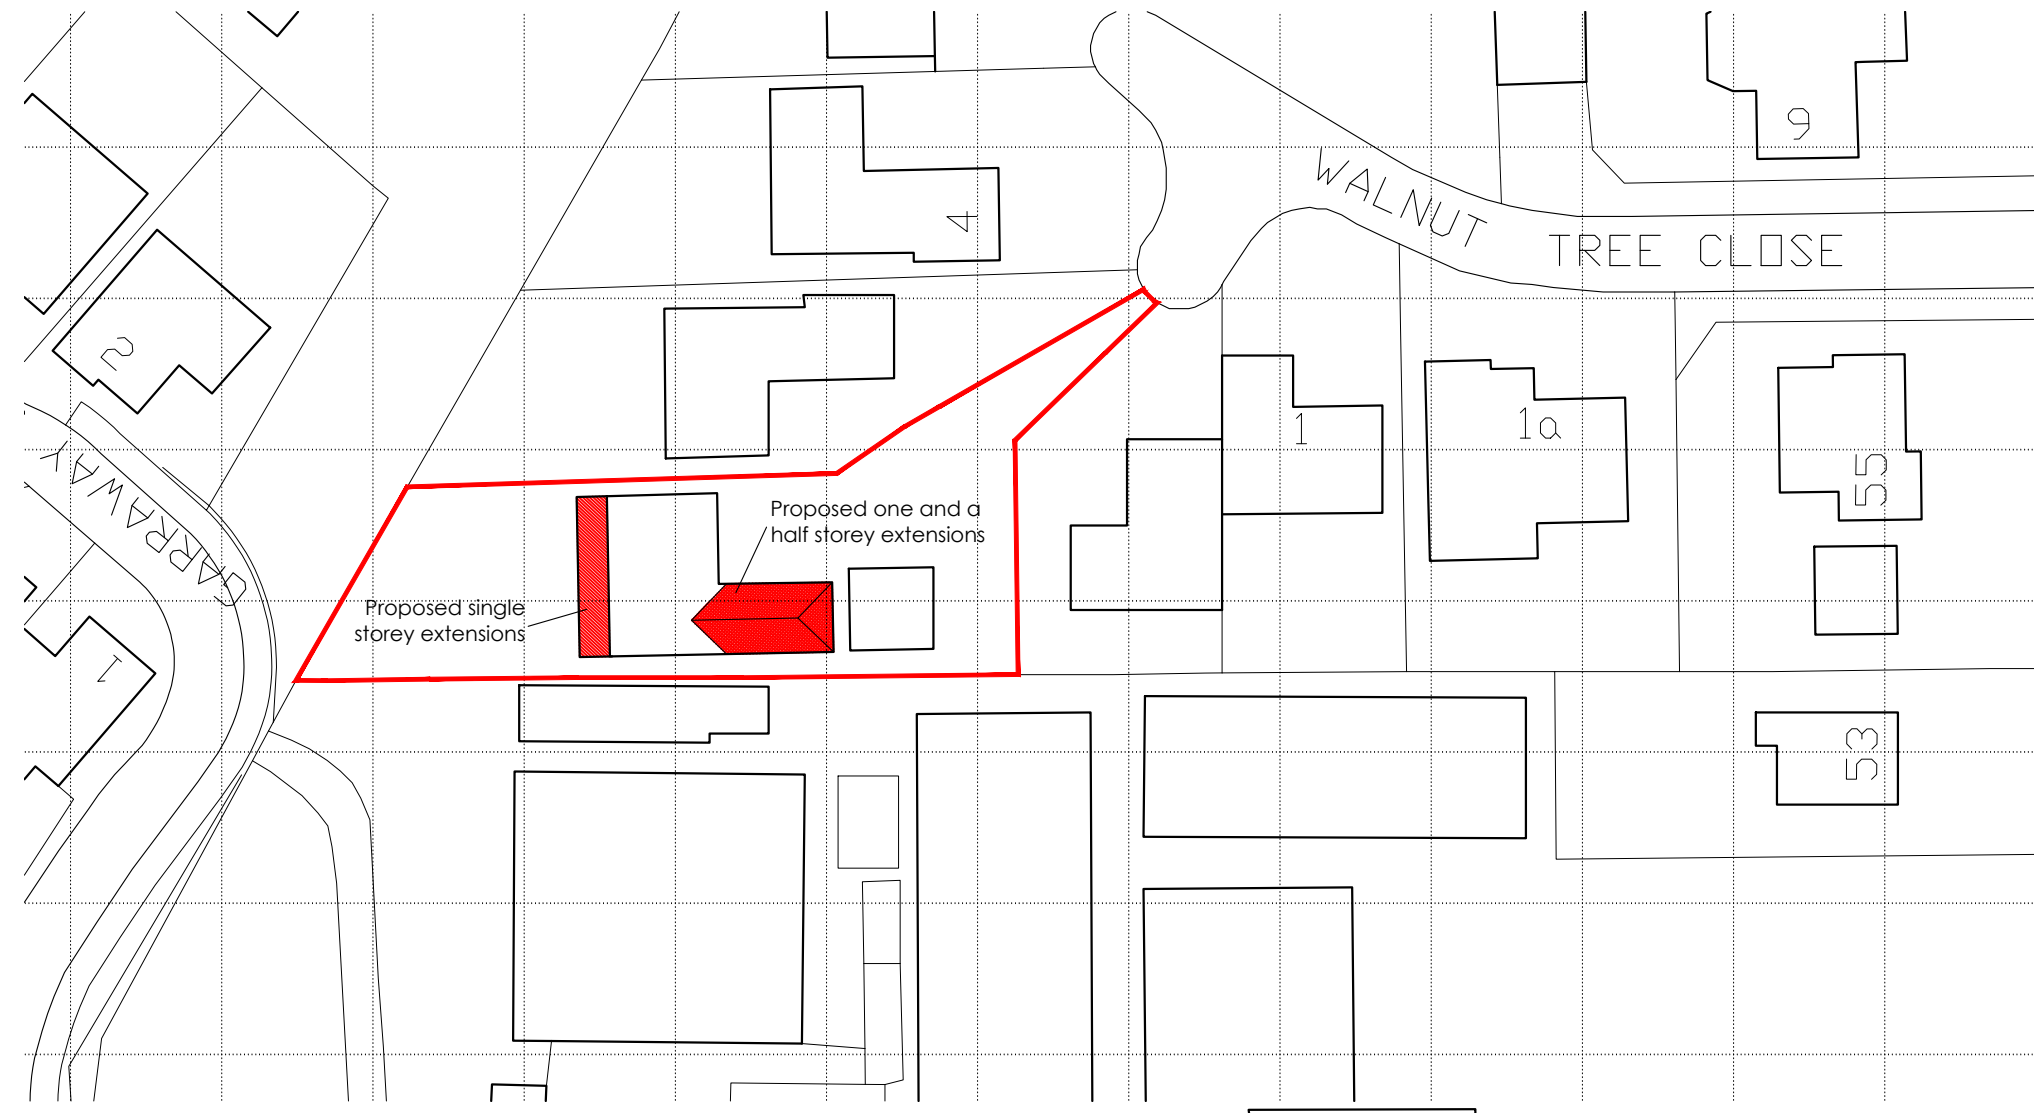 9
WALNUT TREE CLOSE
4
2
1
1a
55
GARRAWAY
Proposed one and a
half storey extensions
Proposed single
storey extensions
1
53